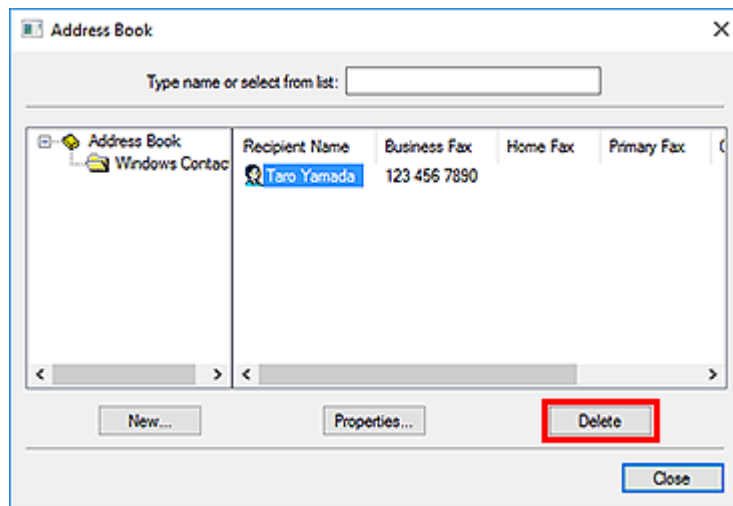 Address Book
Type name or select from list:
Address Book
Windows Contac
Recipient Name Business Fax Home Fax Primary Fax
Taro Yamada 123 456 7890
New... Properties... Delete
Close